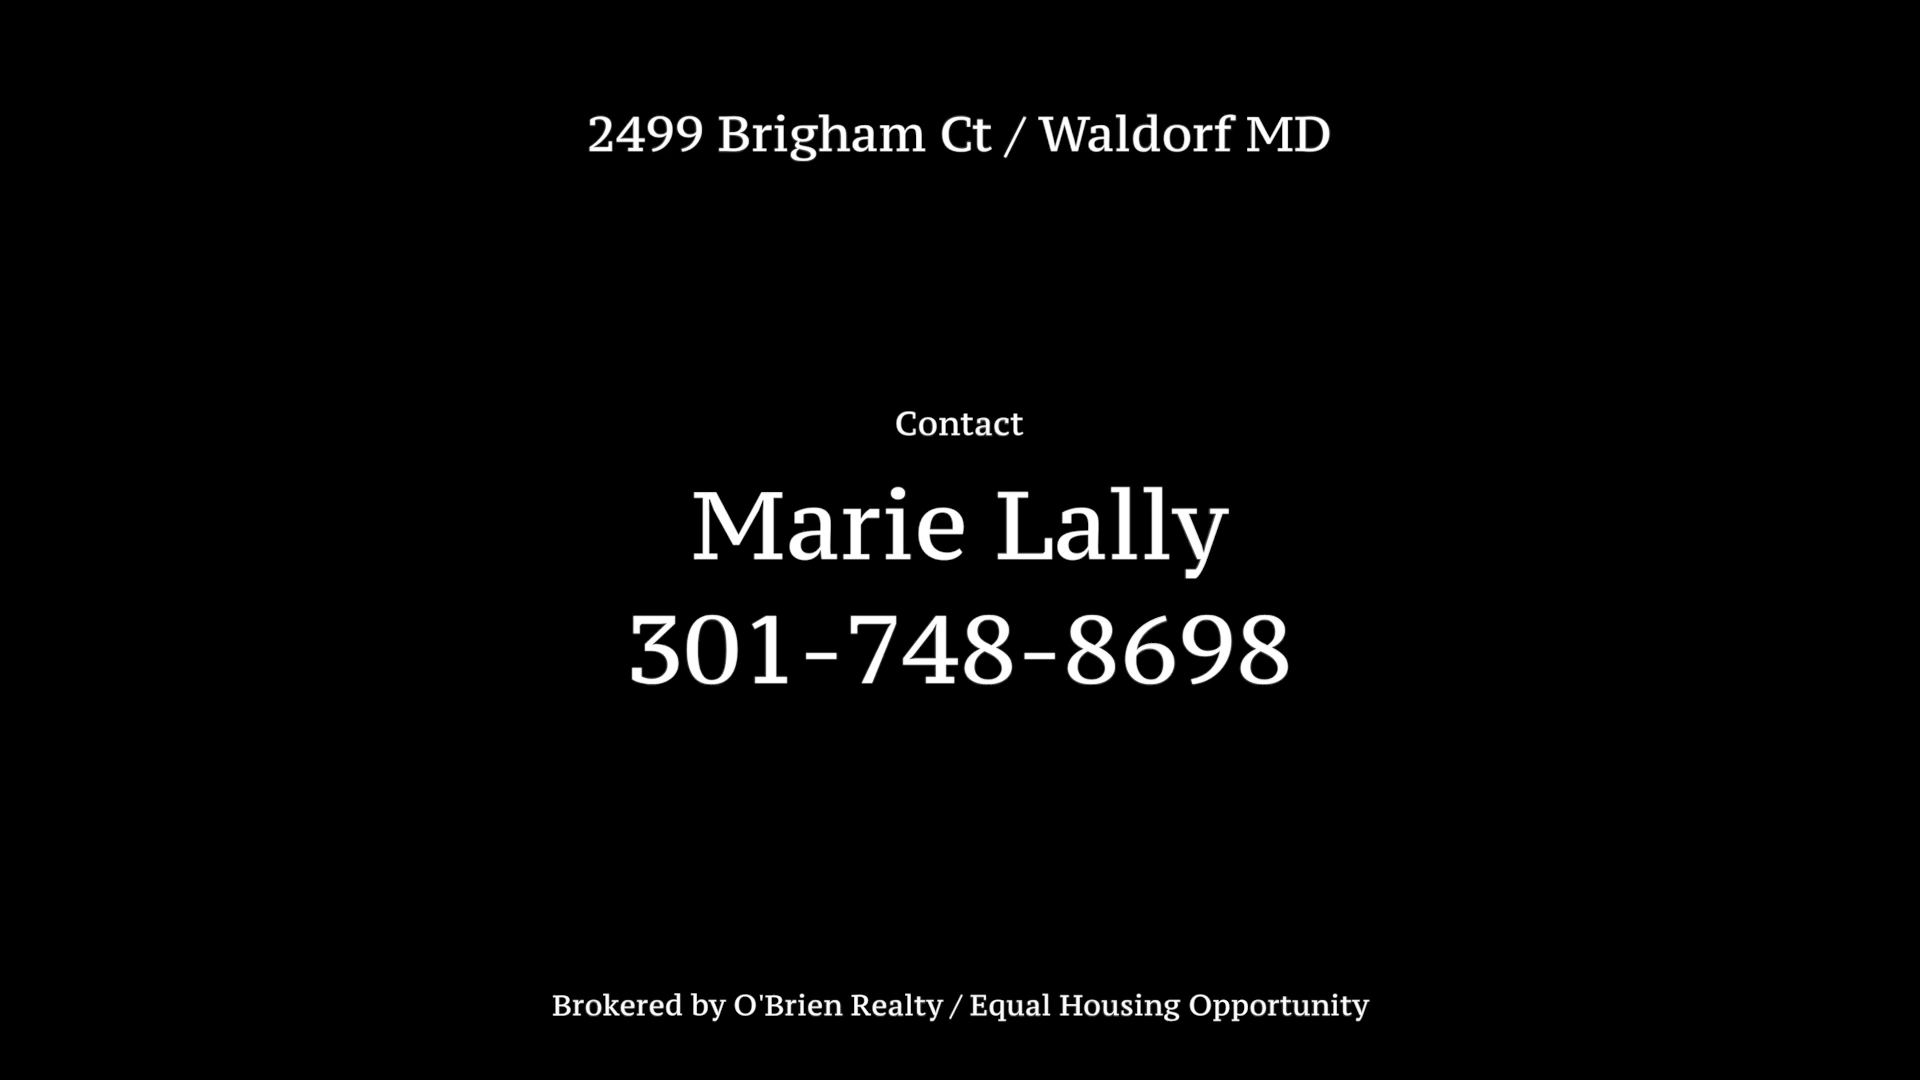 2499 Brigham Ct / Waldorf MD
Contact
Marie Lally
301-748-8698
Brokered by O'Brien Realty / Equal Housing Opportunity